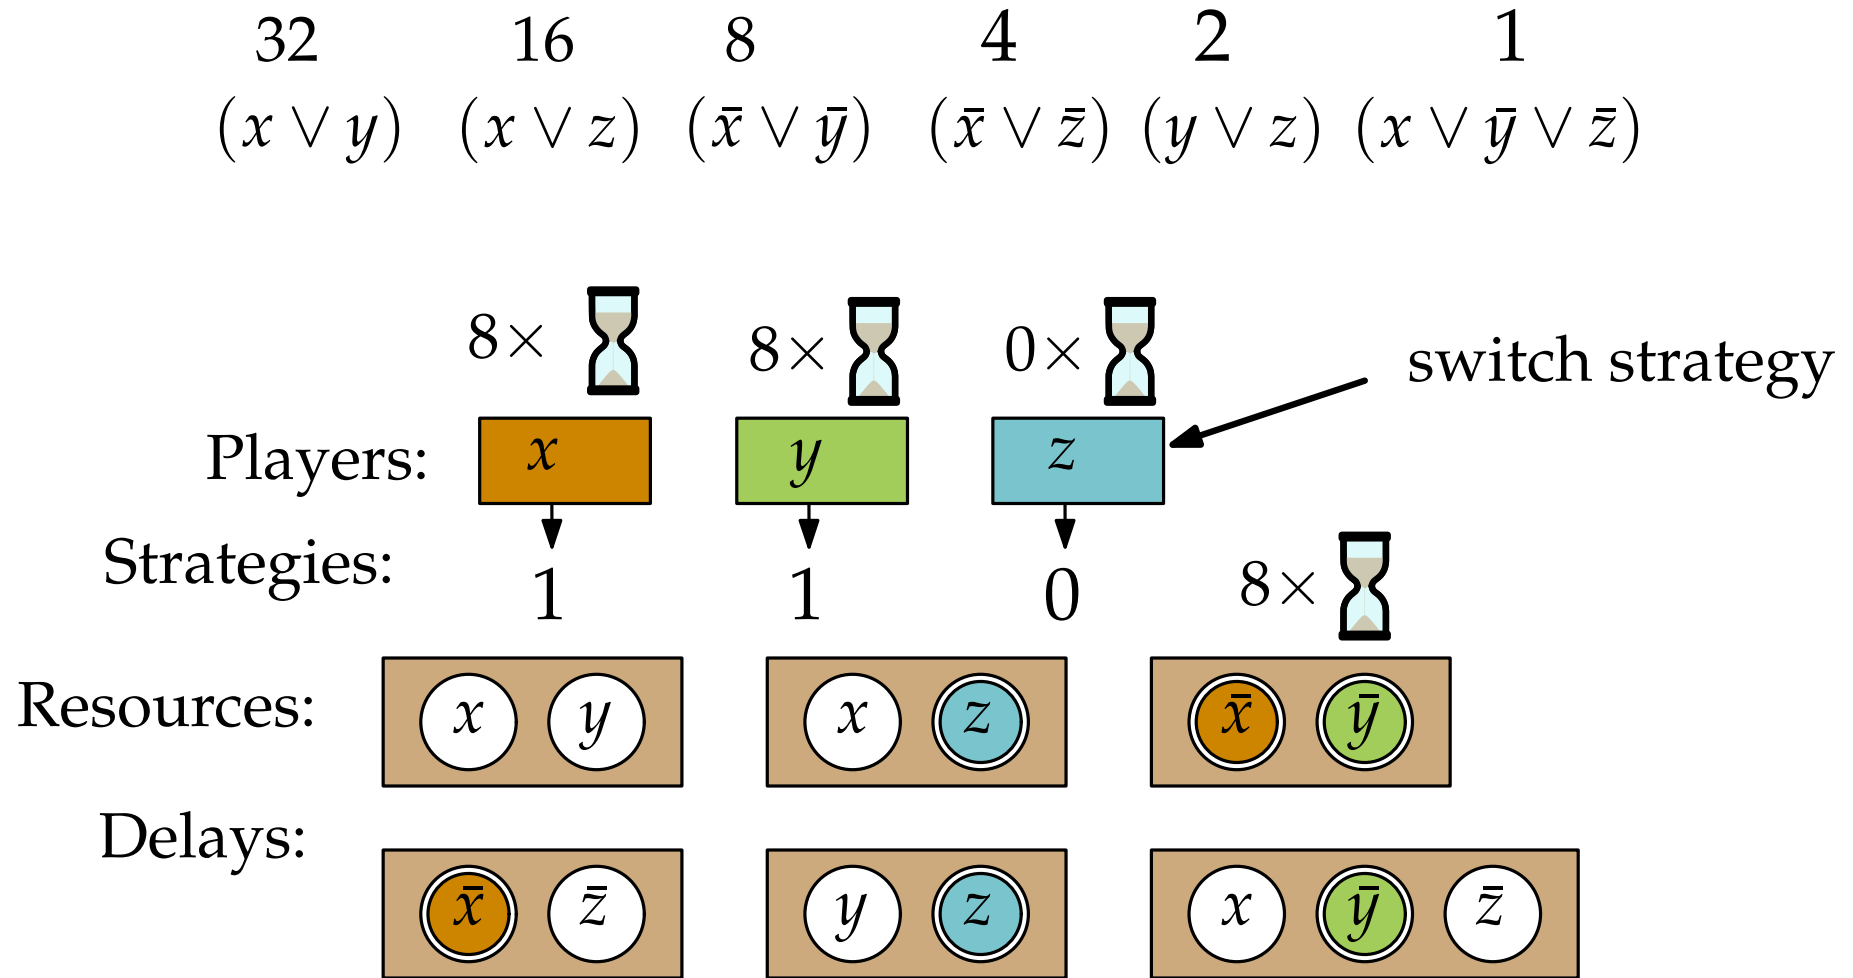 32 16 8 4 2 1
(x ∨ y) (x ∨ z) (x̄ ∨ ȳ) (x̄ ∨ z̄) (y ∨ z) (x ∨ ȳ ∨ z̄)
8× 8× 0×
switch strategy
Players: x y z
Strategies: 1 1 0
8×
Resources: x y x z x̄ ȳ
Delays:
x̄ z̄ y z x ȳ z̄